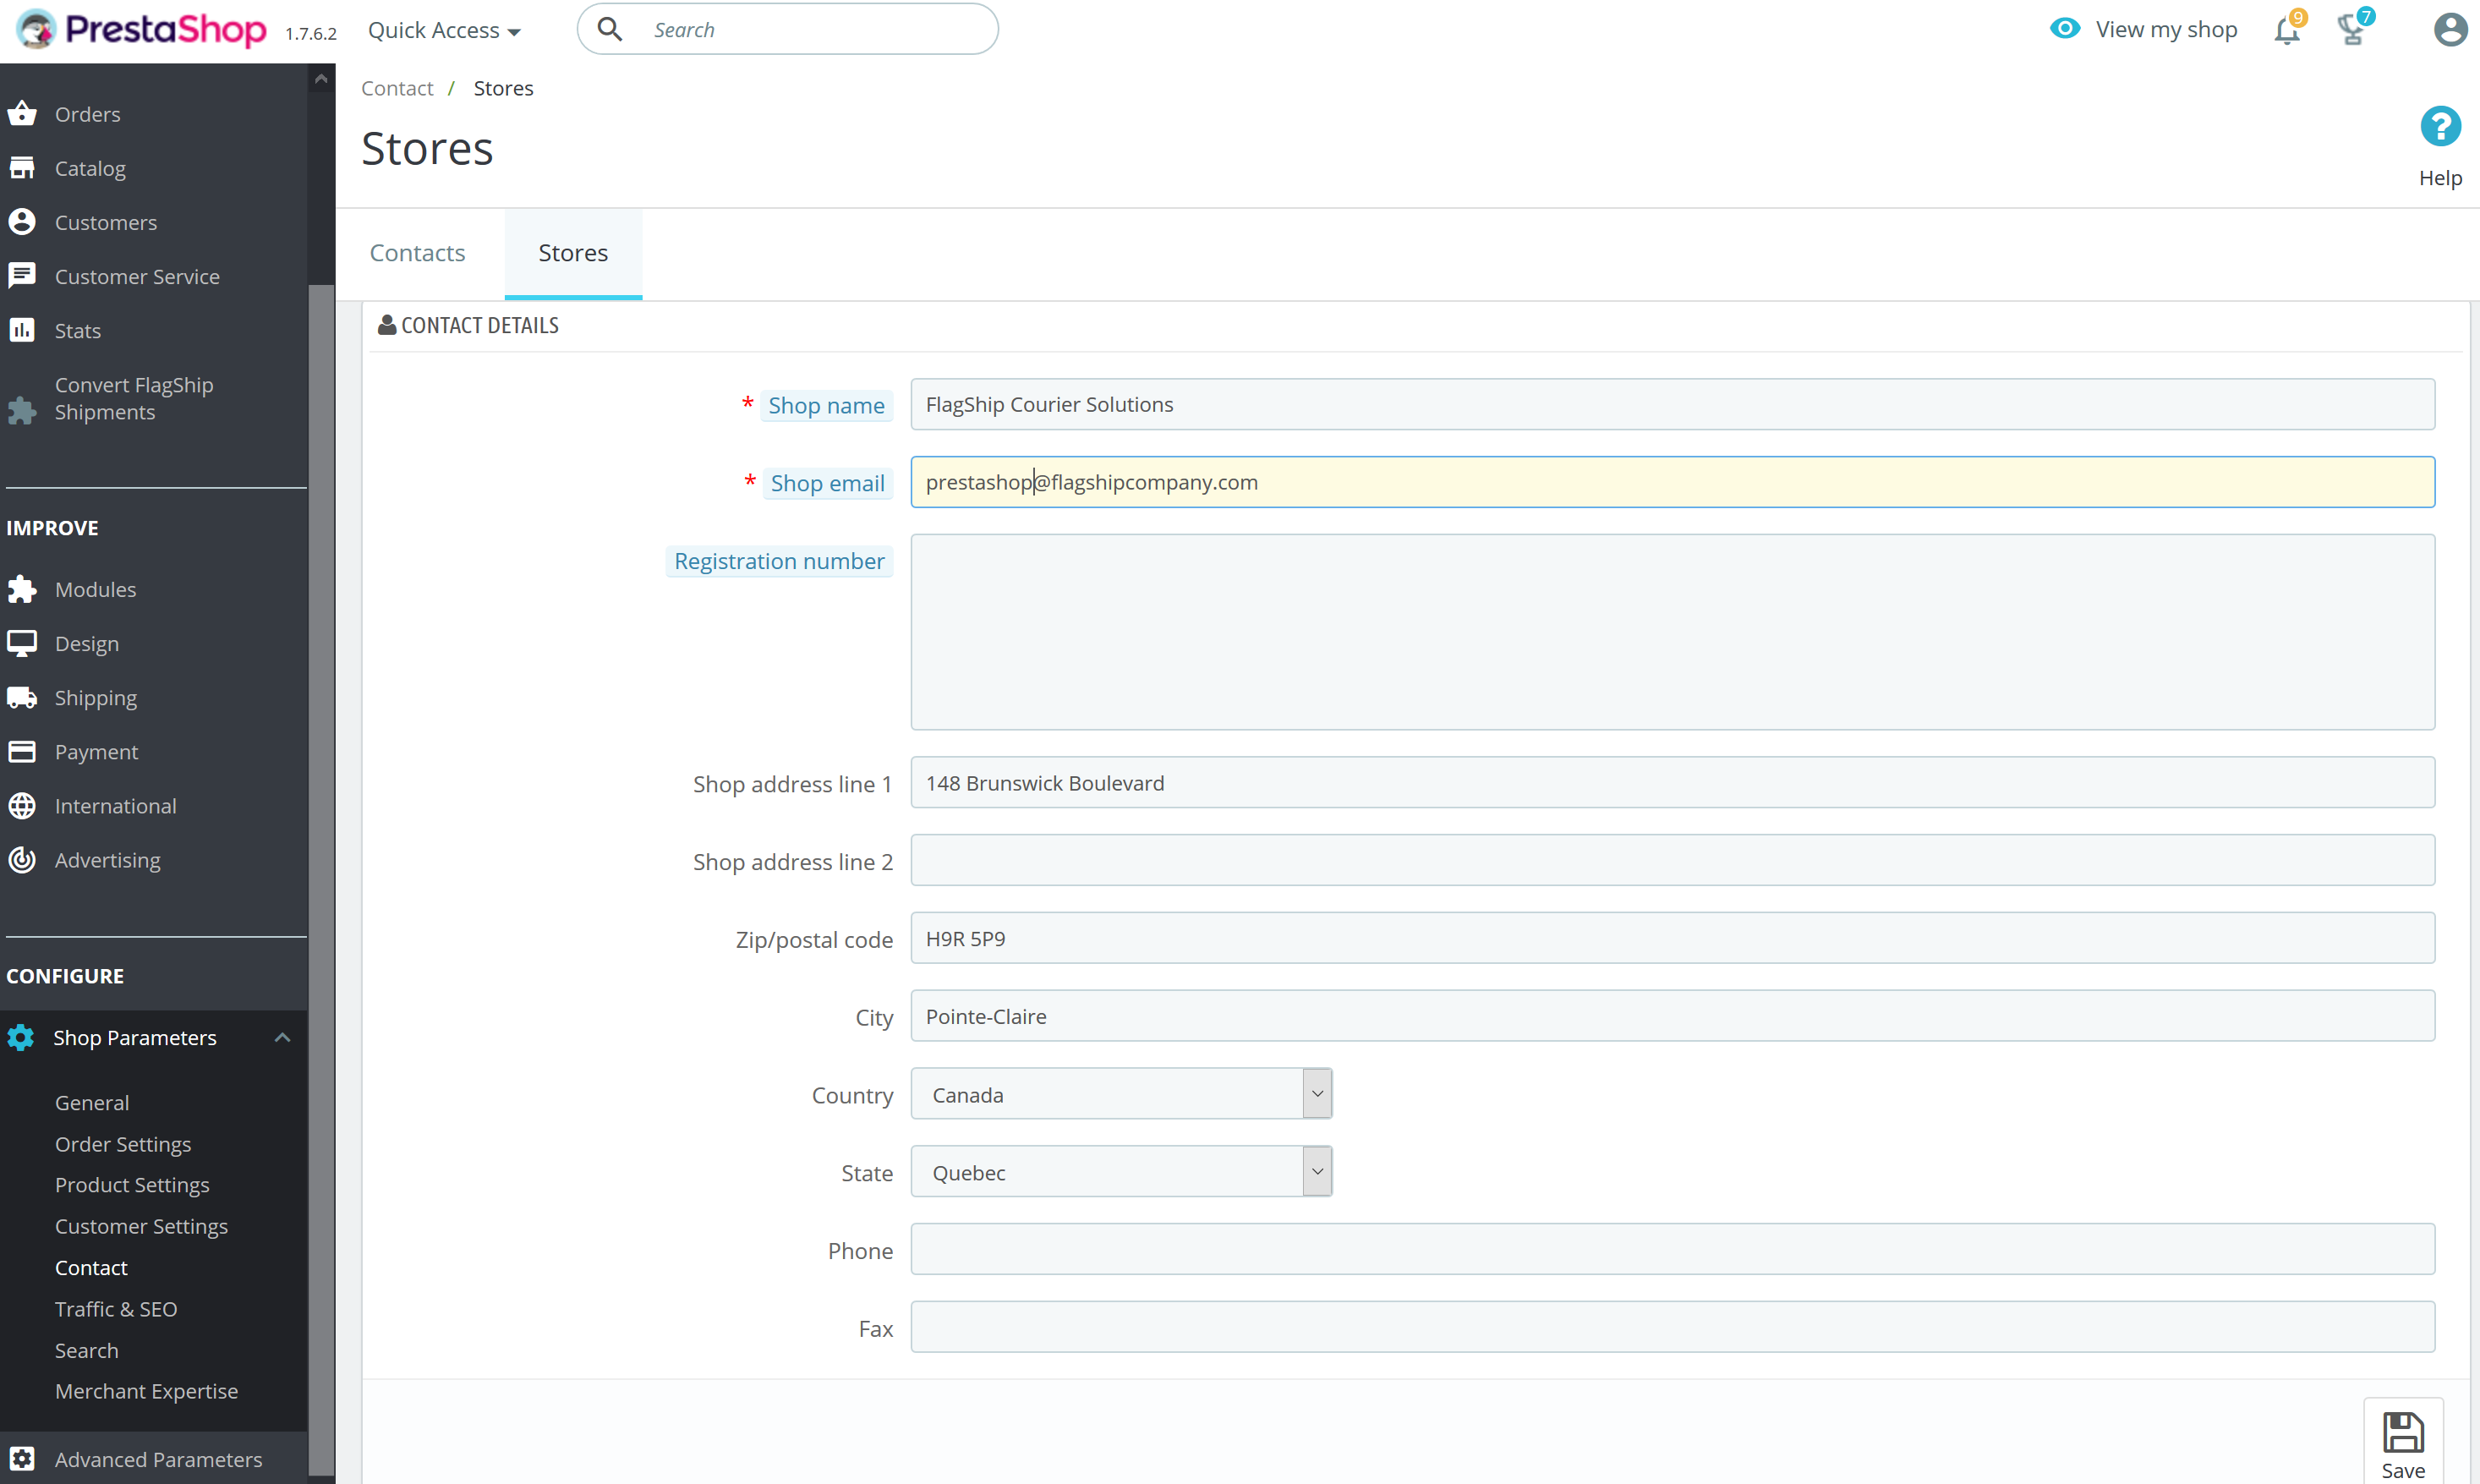 PrestaShop 1.7.6.2 Quick Access Search View my shop 9 7
Contact / Stores
Stores
Help
Contacts Stores
Orders
Catalog
Customers
Customer Service
Stats
Convert FlagShip
Shipments
IMPROVE
Modules
Design
Shipping
Payment
International
Advertising
CONFIGURE
Shop Parameters
General
Order Settings
Product Settings
Customer Settings
Contact
Traffic & SEO
Search
Merchant Expertise
Advanced Parameters
CONTACT DETAILS
* Shop name FlagShip Courier Solutions
* Shop email prestashop@flagshipcompany.com
Registration number
Shop address line 1 148 Brunswick Boulevard
Shop address line 2
Zip/postal code H9R 5P9
City Pointe-Claire
Country Canada
State Quebec
Phone
Fax
Save